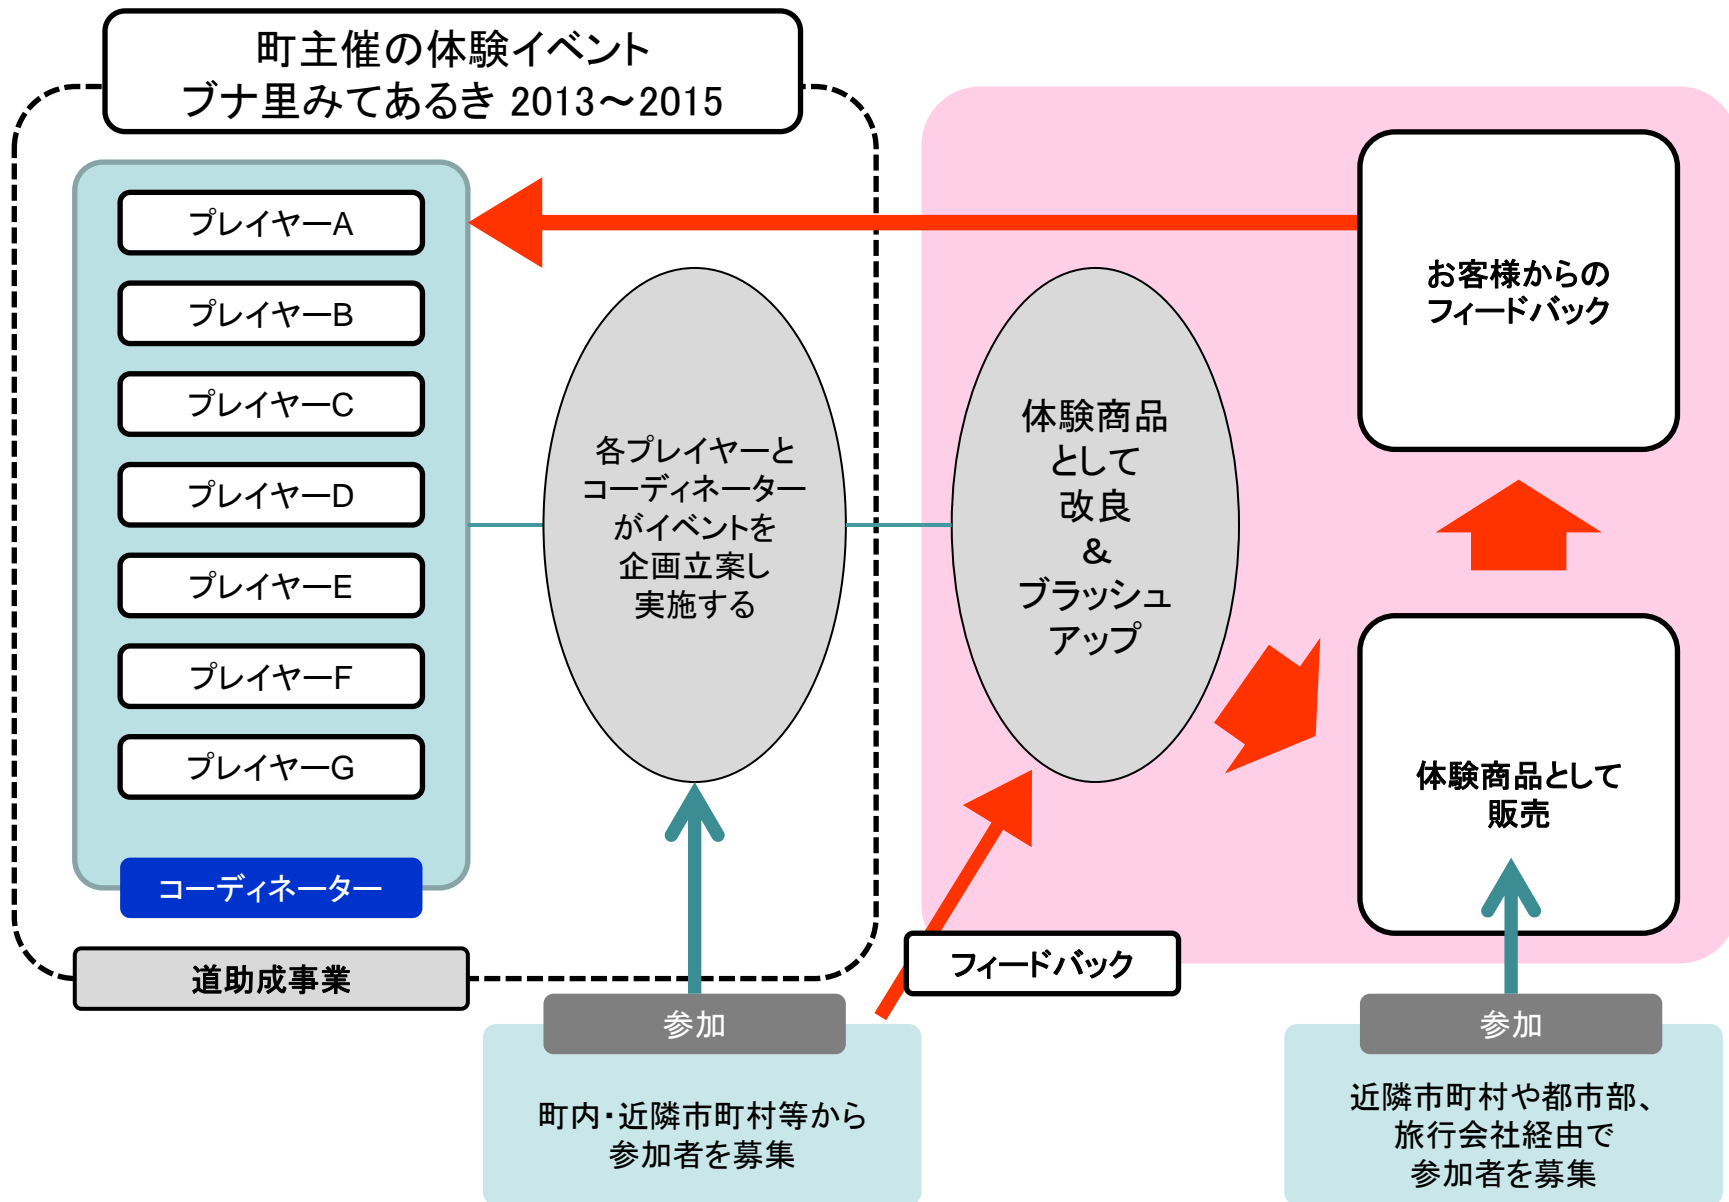 町主催の体験イベント
ブナ里みてあるき 2013～2015
プレイヤーA
プレイヤーB
プレイヤーC
プレイヤーD
プレイヤーE
プレイヤーF
プレイヤーG
コーディネーター
道助成事業
各プレイヤーと
コーディネーター
がイベントを
企画立案し
実施する
参加
町内・近隣市町村等から
参加者を募集
フィードバック
体験商品
として
改良
＆
ブラッシュ
アップ
お客様からの
フィードバック
体験商品として
販売
参加
近隣市町村や都市部、
旅行会社経由で
参加者を募集